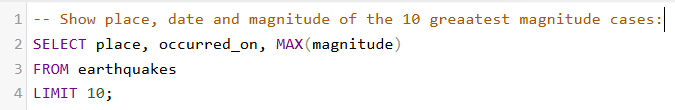 1 -- Show place, date and magnitude of the 10 greaatest magnitude cases:
2 SELECT place, occurred_on, MAX(magnitude)
3 FROM earthquakes
4 LIMIT 10;